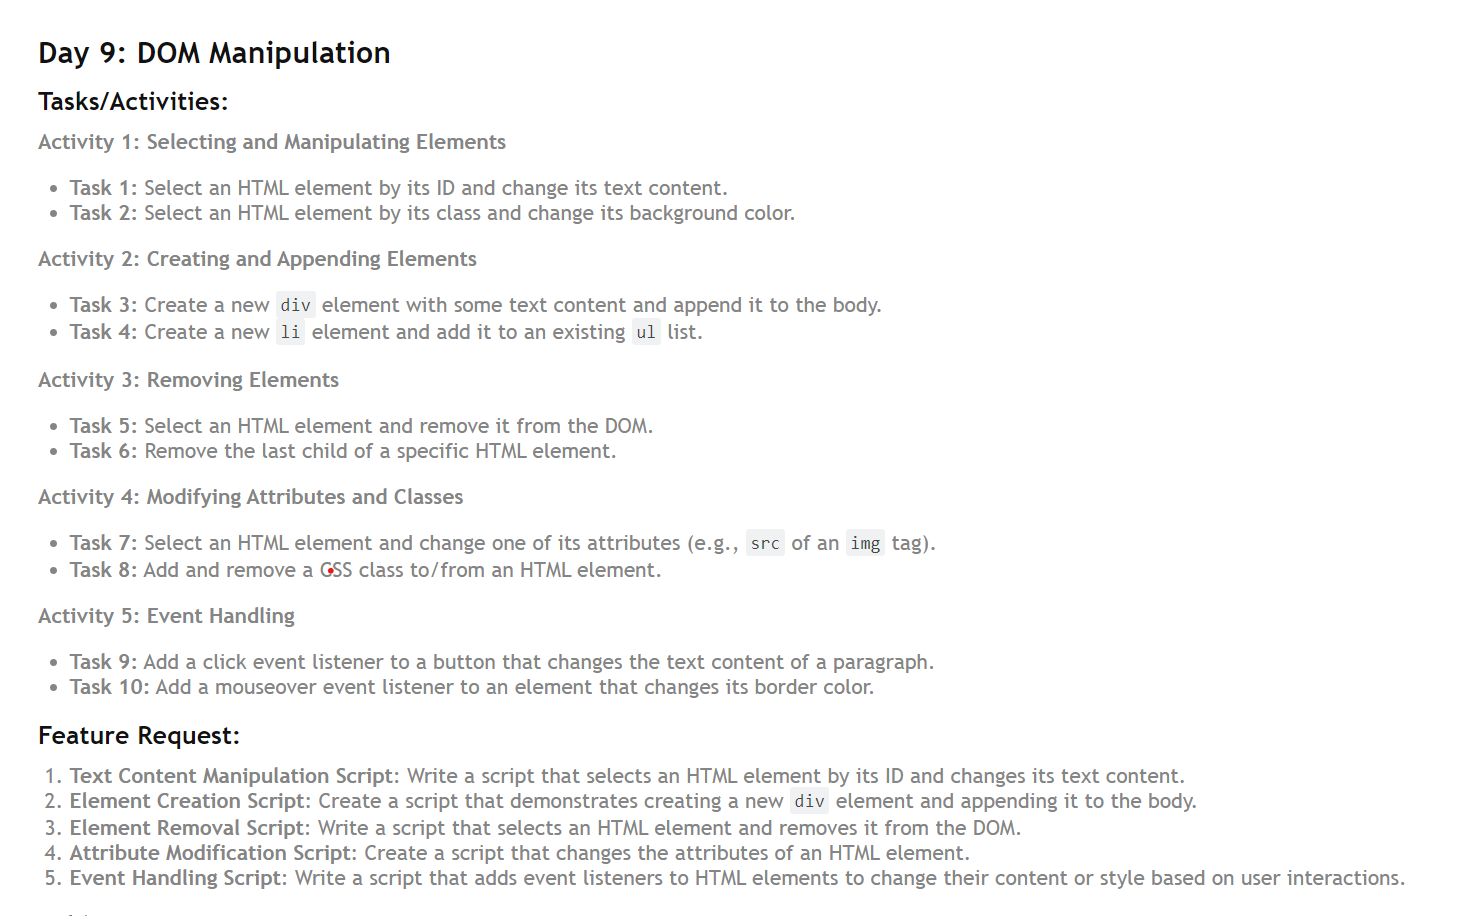 Day 9: DOM Manipulation
Tasks/Activities:
Activity 1: Selecting and Manipulating Elements
Task 1: Select an HTML element by its ID and change its text content.
Task 2: Select an HTML element by its class and change its background color.
Activity 2: Creating and Appending Elements
Task 3: Create a new div element with some text content and append it to the body.
Task 4: Create a new li element and add it to an existing ul list.
Activity 3: Removing Elements
Task 5: Select an HTML element and remove it from the DOM.
Task 6: Remove the last child of a specific HTML element.
Activity 4: Modifying Attributes and Classes
Task 7: Select an HTML element and change one of its attributes (e.g., src of an img tag).
Task 8: Add and remove a CSS class to/from an HTML element.
Activity 5: Event Handling
Task 9: Add a click event listener to a button that changes the text content of a paragraph.
Task 10: Add a mouseover event listener to an element that changes its border color.
Feature Request:
1. Text Content Manipulation Script: Write a script that selects an HTML element by its ID and changes its text content.
2. Element Creation Script: Create a script that demonstrates creating a new div element and appending it to the body.
3. Element Removal Script: Write a script that selects an HTML element and removes it from the DOM.
4. Attribute Modification Script: Create a script that changes the attributes of an HTML element.
5. Event Handling Script: Write a script that adds event listeners to HTML elements to change their content or style based on user interactions.